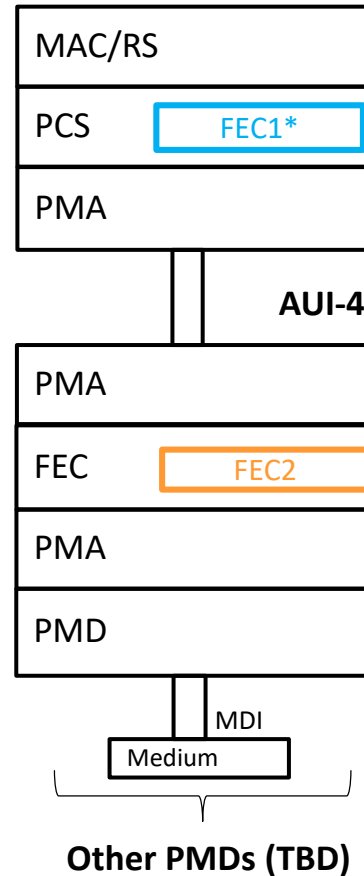 MAC/RS
PCS
FEC1*
PMA
AUI-4
PMA
FEC
FEC2
PMA
PMD
MDI
Medium
Other PMDs (TBD)